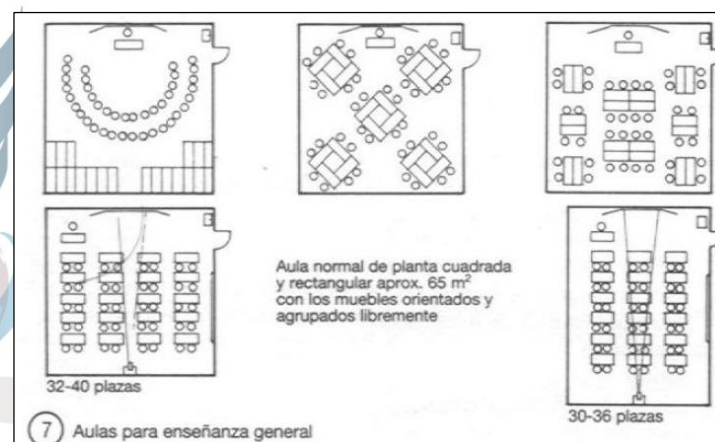 Aula normal de planta cuadrada
y rectangular aprox. 65 m²
con los muebles orientados y
agrupados libremente
32-40 plazas
30-36 plazas
7 Aulas para enseñanza general